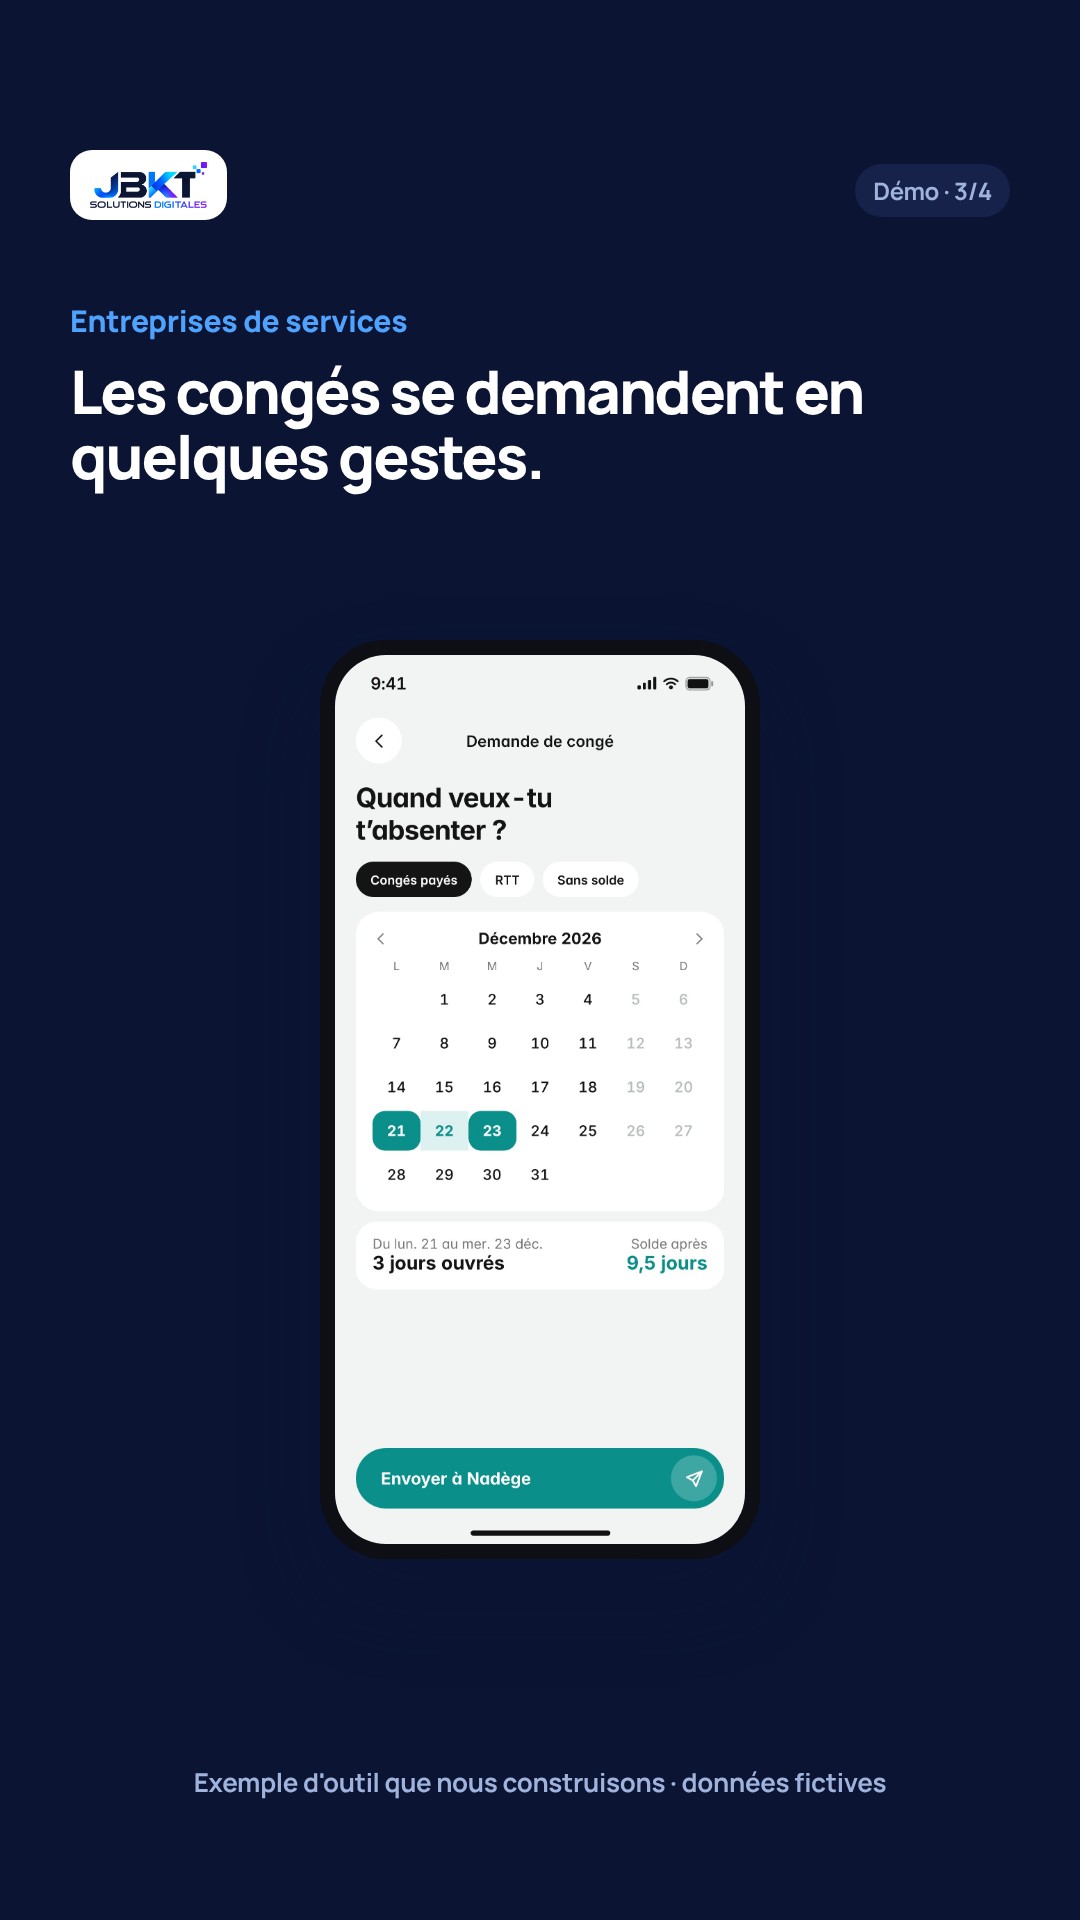 JBKT
SOLUTIONS DIGITALES
Démo · 3/4
Entreprises de services
Les congés se demandent en
quelques gestes.
9:41
Demande de congé
Quand veux-tu
t’absenter ?
Congés payés RTT Sans solde
Décembre 2026
L M M J V S D
1 2 3 4 5 6
7 8 9 10 11 12 13
14 15 16 17 18 19 20
21 22 23 24 25 26 27
28 29 30 31
Du lun. 21 au mer. 23 déc. Solde après
3 jours ouvrés 9,5 jours
Envoyer à Nadège
Exemple d'outil que nous construisons · données fictives